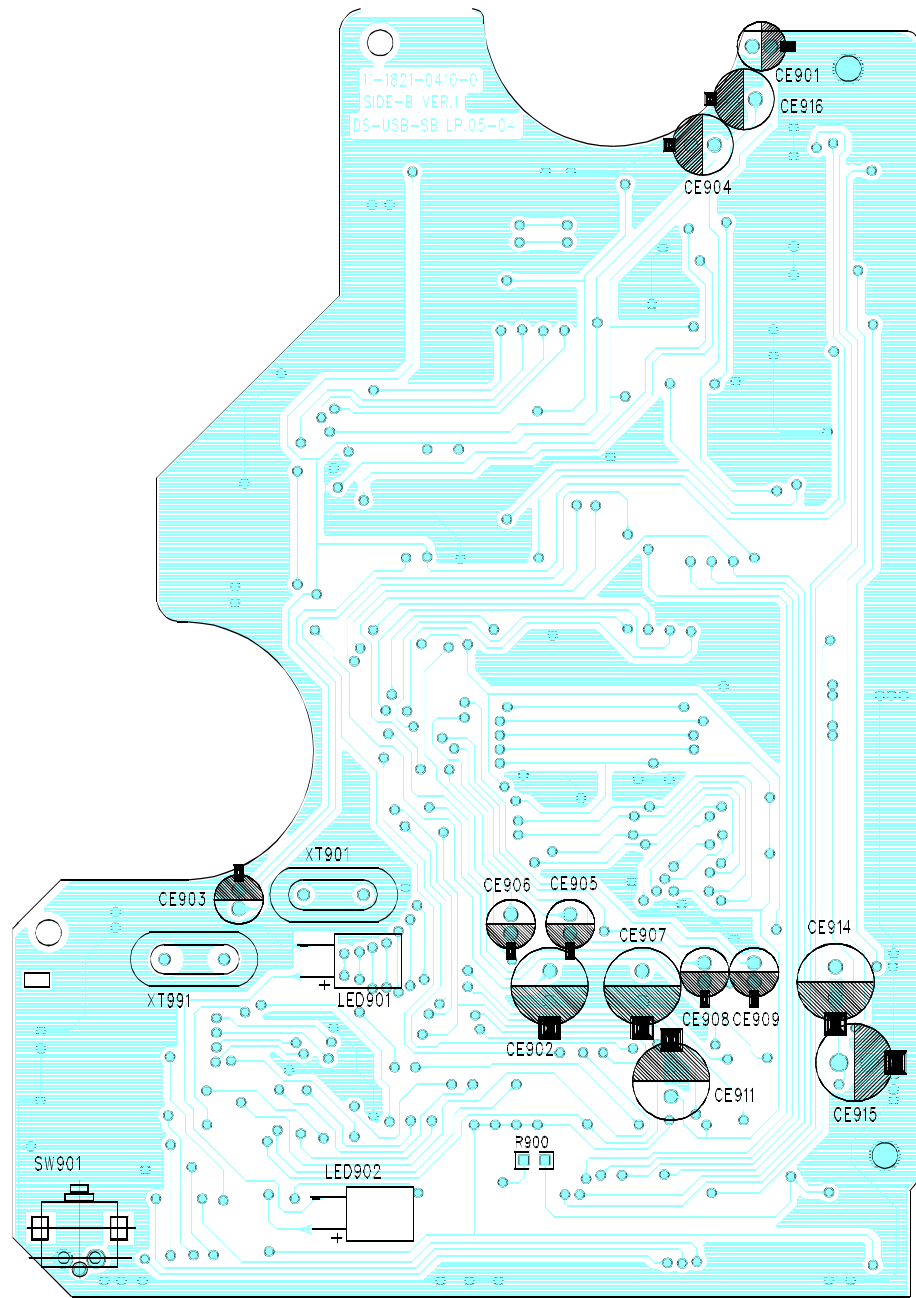 CE901
11-1821-0410-0
SIDE-B VER.1
CE916
DS-USB-SB LP.05-04
CE904
XT901
CE903
CE906
CE905
CE907
CE914
XT991
LED901
CE902
CE908
CE909
CE911
CE915
R900
SW901
LED902